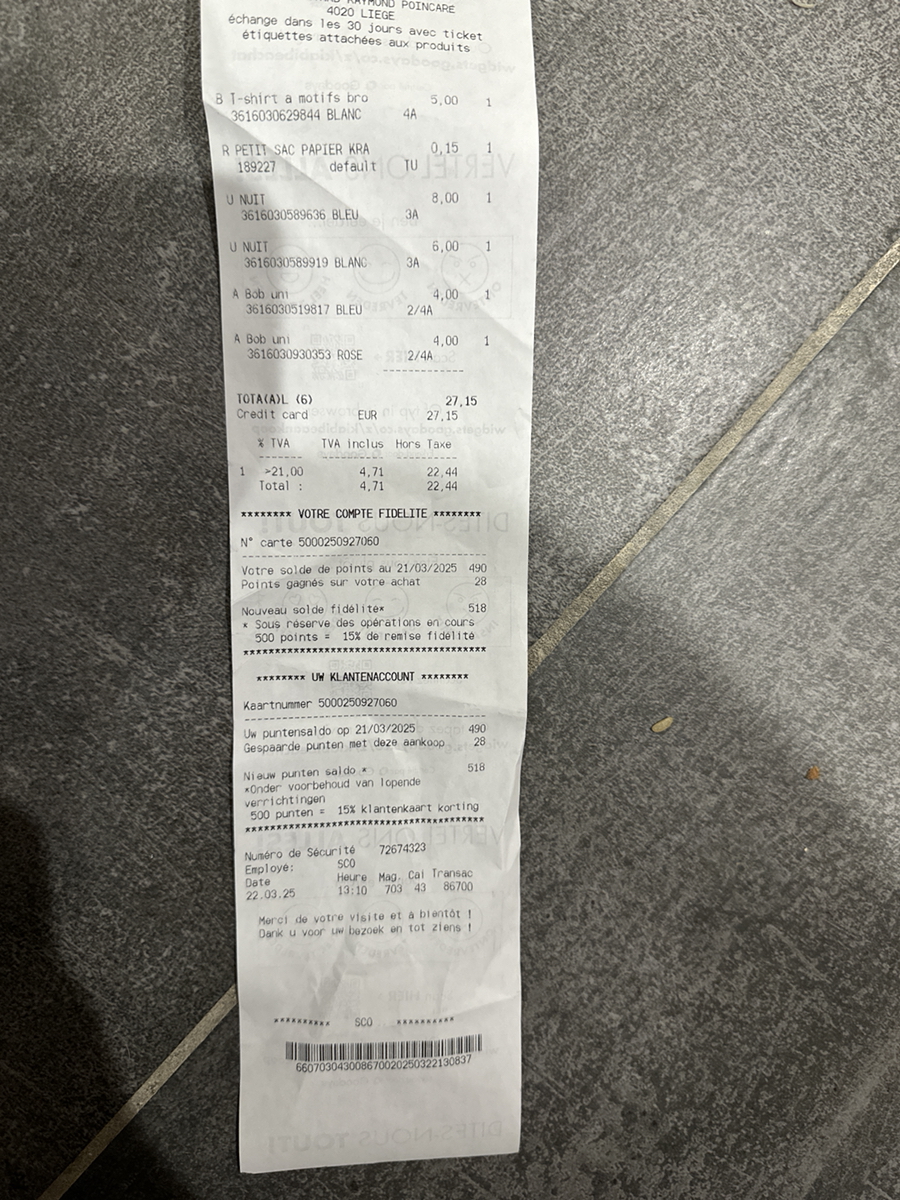 RAYMOND POINCARE
4020 LIEGE
échange dans les 30 jours avec ticket
étiquettes attachées aux produits
B T-shirt a motifs bro 5,00 1
3616030629844 BLANC 4A
R PETIT SAC PAPIER KRA 0,15 1
189227 default TU
U NUIT 8,00 1
3616030589636 BLEU 3A
U NUIT 6,00 1
3616030589919 BLANC 3A
A Bob uni 4,00 1
3616030519817 BLEU 2/4A
A Bob uni 4,00 1
3616030930353 ROSE 2/4A
------------
TOTA(A)L (6) 27,15
Credit card EUR 27,15
% TVA TVA inclus Hors Taxe
------- ---------- ---------
1 >21,00 4,71 22,44
Total : 4,71 22,44
******** VOTRE COMPTE FIDELITE ********
N° carte 5000250927060
---------------------------------------
Votre solde de points au 21/03/2025 490
Points gagnés sur votre achat 28
Nouveau solde fidélité* 518
* Sous réserve des opérations en cours
500 points = 15% de remise fidélité
***************************************
******** UW KLANTENACCOUNT ********
Kaartnummer 5000250927060
---------------------------------------
Uw puntensaldo op 21/03/2025 490
Gespaarde punten met deze aankoop 28
Nieuw punten saldo * 518
*Onder voorbehoud van lopende
verrichtingen
500 punten = 15% klantenkaart korting
***************************************
Numéro de Sécurité 72674323
Employé: SCO
Date Heure Mag. Cai Transac
22.03.25 13:10 703 43 86700
Merci de votre visite et à bientôt !
Dank u voor uw bezoek en tot ziens !
********** SCO **********
66070304300867002025032213083​7